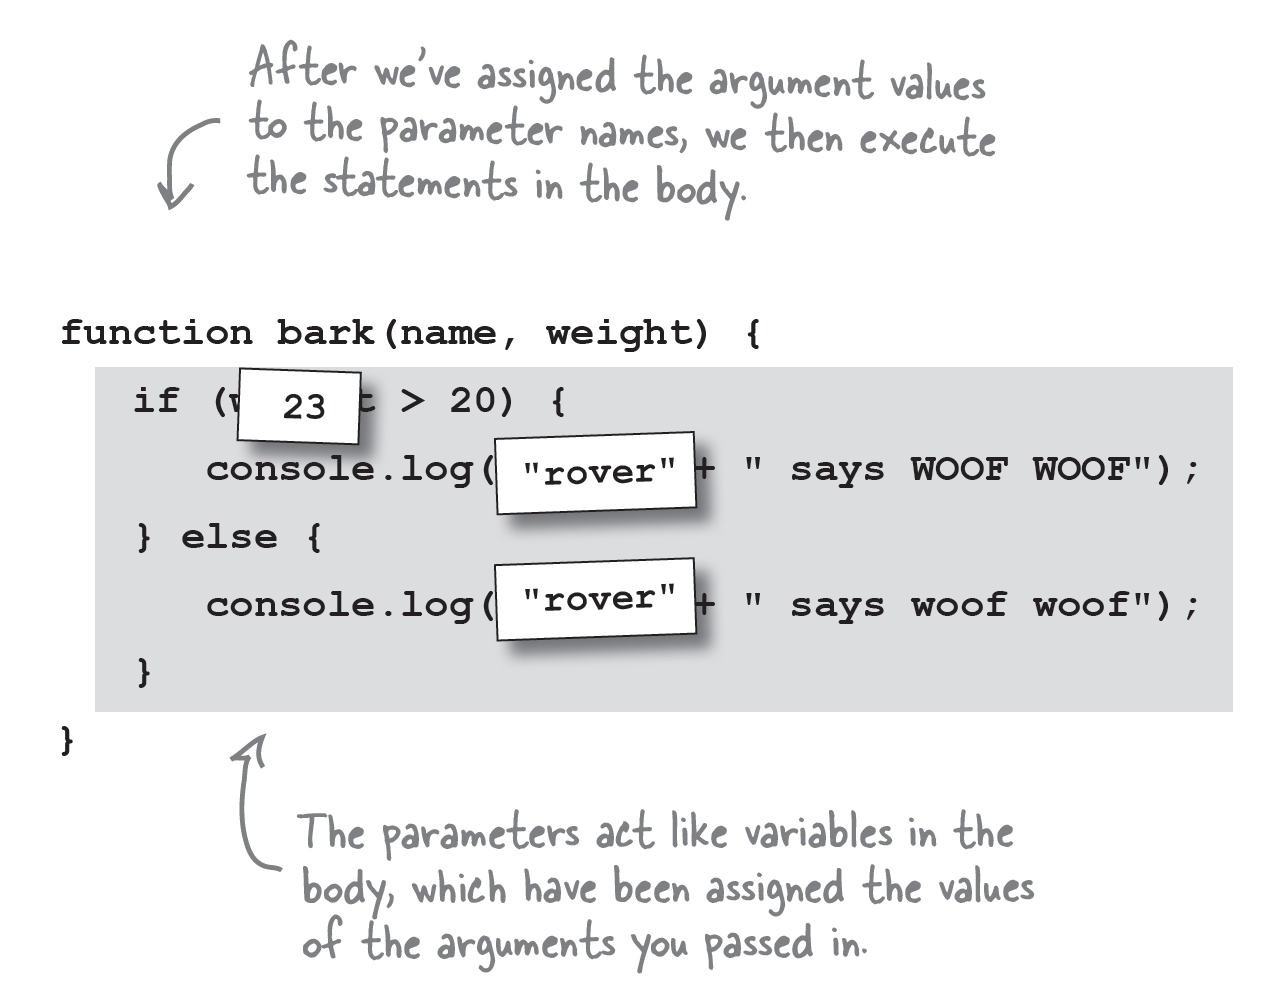 After we've assigned the argument values
to the parameter names, we then execute
the statements in the body.
function bark(name, weight) {
if (23 > 20) {
console.log("rover" + " says WOOF WOOF");
} else {
console.log("rover" + " says woof woof");
}
}
The parameters act like variables in the
body, which have been assigned the values
of the arguments you passed in.